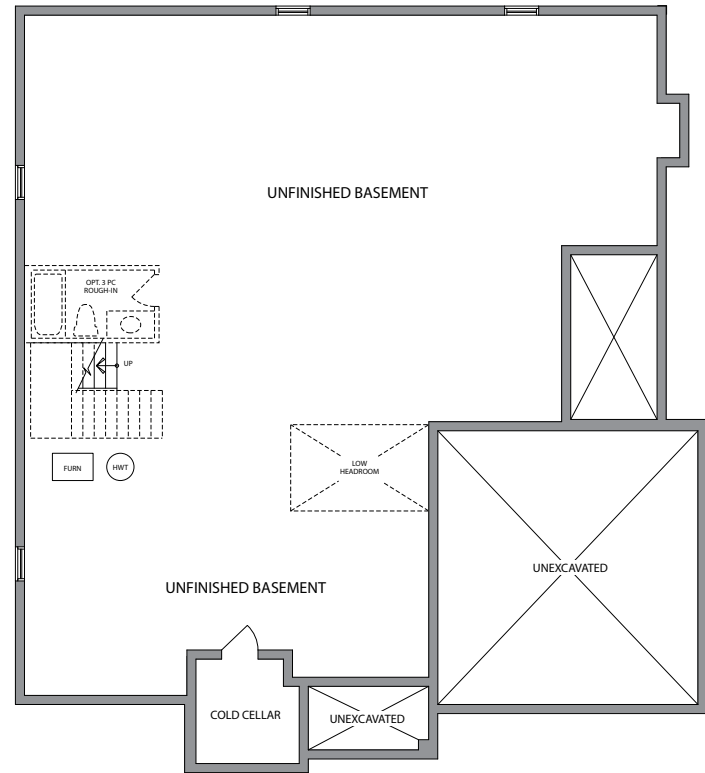 UNFINISHED BASEMENT
OPT. 3 PC
ROUGH-IN
UP
FURN
HWT
LOW
HEADROOM
UNEXCAVATED
UNFINISHED BASEMENT
COLD CELLAR
UNEXCAVATED